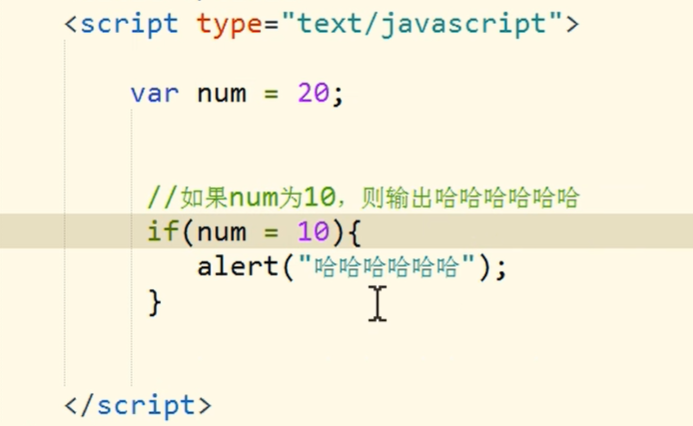 <script type="text/javascript">
var num = 20;
//如果num为10，则输出哈哈哈哈哈哈
if(num = 10){
alert("哈哈哈哈哈哈");
}
</script>